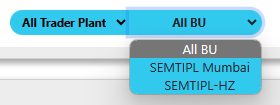 All Trader Plant All BU
All BU
SEMTIPL Mumbai
SEMTIPL-HZ